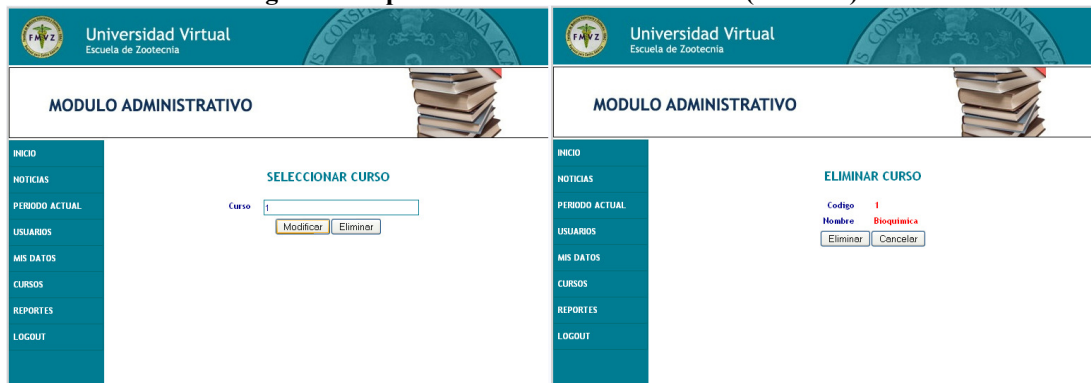 FMVZ
Universidad Virtual
Escuela de Zootecnia
MODULO ADMINISTRATIVO
INICIO
NOTICIAS
PERIODO ACTUAL
USUARIOS
MIS DATOS
CURSOS
REPORTES
LOGOUT
SELECCIONAR CURSO
Curso 1
Modificar Eliminar
FMVZ
Universidad Virtual
Escuela de Zootecnia
MODULO ADMINISTRATIVO
INICIO
NOTICIAS
PERIODO ACTUAL
USUARIOS
MIS DATOS
CURSOS
REPORTES
LOGOUT
ELIMINAR CURSO
Codigo 1
Nombre Bioquimica
Eliminar Cancelar